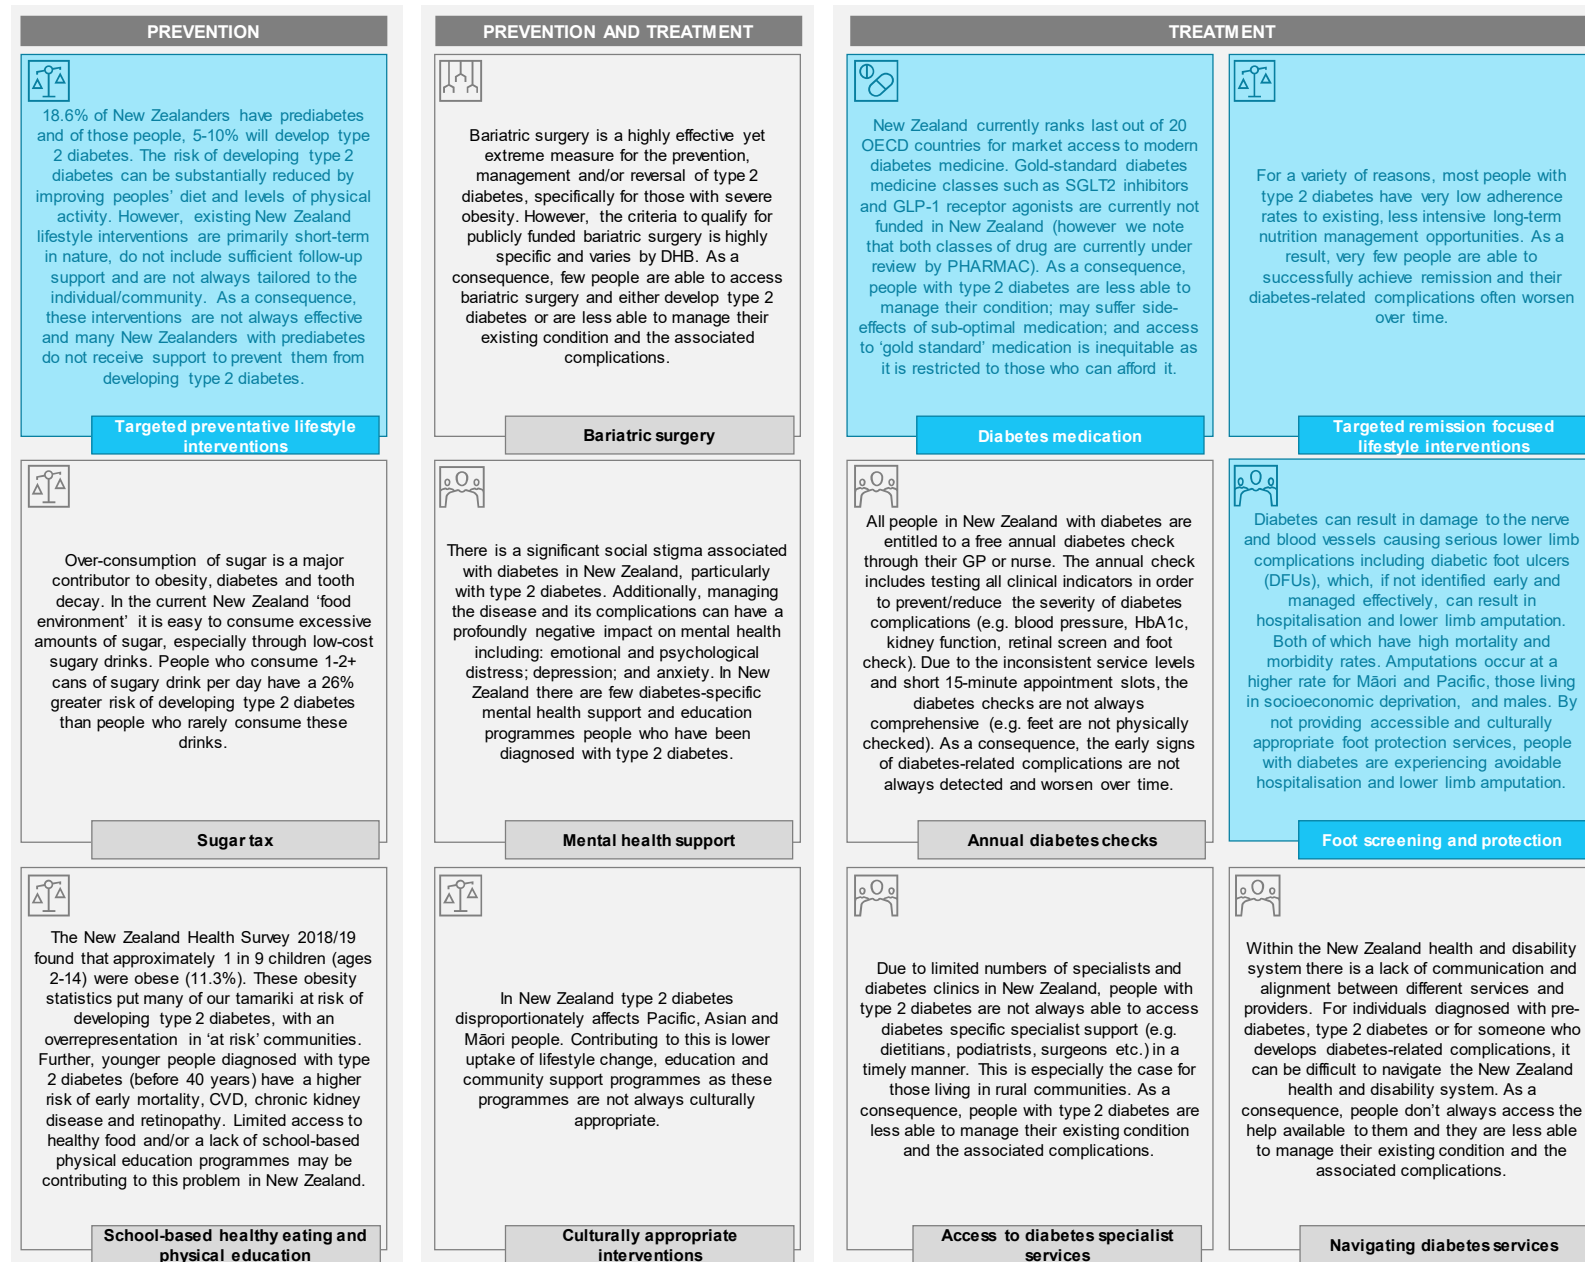 PREVENTION
18.6% of New Zealanders have prediabetes
and of those people, 5-10% will develop type
2 diabetes. The risk of developing type 2
diabetes can be substantially reduced by
improving peoples' diet and levels of physical
activity. However, existing New Zealand
lifestyle interventions are primarily short-term
in nature, do not include sufficient follow-up
support and are not always tailored to the
individual/community. As a consequence,
these interventions are not always effective
and many New Zealanders with prediabetes
do not receive support to prevent them from
developing type 2 diabetes.
Targeted preventative lifestyle
interventions
Over-consumption of sugar is a major
contributor to obesity, diabetes and tooth
decay. In the current New Zealand 'food
environment' it is easy to consume excessive
amounts of sugar, especially through low-cost
sugary drinks. People who consume 1-2+
cans of sugary drink per day have a 26%
greater risk of developing type 2 diabetes
than people who rarely consume these
drinks.
Sugar tax
The New Zealand Health Survey 2018/19
found that approximately 1 in 9 children (ages
2-14) were obese (11.3%). These obesity
statistics put many of our tamariki at risk of
developing type 2 diabetes, with an
overrepresentation in 'at risk' communities.
Further, younger people diagnosed with type
2 diabetes (before 40 years) have a higher
risk of early mortality, CVD, chronic kidney
disease and retinopathy. Limited access to
healthy food and/or a lack of school-based
physical education programmes may be
contributing to this problem in New Zealand.
School-based healthy eating and
physical education
PREVENTION AND TREATMENT
Bariatric surgery is a highly effective yet
extreme measure for the prevention,
management and/or reversal of type 2
diabetes, specifically for those with severe
obesity. However, the criteria to qualify for
publicly funded bariatric surgery is highly
specific and varies by DHB. As a
consequence, few people are able to access
bariatric surgery and either develop type 2
diabetes or are less able to manage their
existing condition and the associated
complications.
Bariatric surgery
There is a significant social stigma associated
with diabetes in New Zealand, particularly
with type 2 diabetes. Additionally, managing
the disease and its complications can have a
profoundly negative impact on mental health
including: emotional and psychological
distress; depression; and anxiety. In New
Zealand there are few diabetes-specific
mental health support and education
programmes people who have been
diagnosed with type 2 diabetes.
Mental health support
In New Zealand type 2 diabetes
disproportionately affects Pacific, Asian and
Māori people. Contributing to this is lower
uptake of lifestyle change, education and
community support programmes as these
programmes are not always culturally
appropriate.
Culturally appropriate
interventions
TREATMENT
New Zealand currently ranks last out of 20
OECD countries for market access to modern
diabetes medicine. Gold-standard diabetes
medicine classes such as SGLT2 inhibitors
and GLP-1 receptor agonists are currently not
funded in New Zealand (however we note
that both classes of drug are currently under
review by PHARMAC). As a consequence,
people with type 2 diabetes are less able to
manage their condition; may suffer side-
effects of sub-optimal medication; and access
to 'gold standard' medication is inequitable as
it is restricted to those who can afford it.
Diabetes medication
For a variety of reasons, most people with
type 2 diabetes have very low adherence
rates to existing, less intensive long-term
nutrition management opportunities. As a
result, very few people are able to
successfully achieve remission and their
diabetes-related complications often worsen
over time.
Targeted remission focused
lifestyle interventions
All people in New Zealand with diabetes are
entitled to a free annual diabetes check
through their GP or nurse. The annual check
includes testing all clinical indicators in order
to prevent/reduce the severity of diabetes
complications (e.g. blood pressure, HbA1c,
kidney function, retinal screen and foot
check). Due to the inconsistent service levels
and short 15-minute appointment slots, the
diabetes checks are not always
comprehensive (e.g. feet are not physically
checked). As a consequence, the early signs
of diabetes-related complications are not
always detected and worsen over time.
Annual diabetes checks
Diabetes can result in damage to the nerve
and blood vessels causing serious lower limb
complications including diabetic foot ulcers
(DFUs), which, if not identified early and
managed effectively, can result in
hospitalisation and lower limb amputation.
Both of which have high mortality and
morbidity rates. Amputations occur at a
higher rate for Māori and Pacific, those living
in socioeconomic deprivation, and males. By
not providing accessible and culturally
appropriate foot protection services, people
with diabetes are experiencing avoidable
hospitalisation and lower limb amputation.
Foot screening and protection
Due to limited numbers of specialists and
diabetes clinics in New Zealand, people with
type 2 diabetes are not always able to access
diabetes specific specialist support (e.g.
dietitians, podiatrists, surgeons etc.) in a
timely manner. This is especially the case for
those living in rural communities. As a
consequence, people with type 2 diabetes are
less able to manage their existing condition
and the associated complications.
Access to diabetes specialist
services
Within the New Zealand health and disability
system there is a lack of communication and
alignment between different services and
providers. For individuals diagnosed with pre-
diabetes, type 2 diabetes or for someone who
develops diabetes-related complications, it
can be difficult to navigate the New Zealand
health and disability system. As a
consequence, people don't always access the
help available to them and they are less able
to manage their existing condition and the
associated complications.
Navigating diabetes services